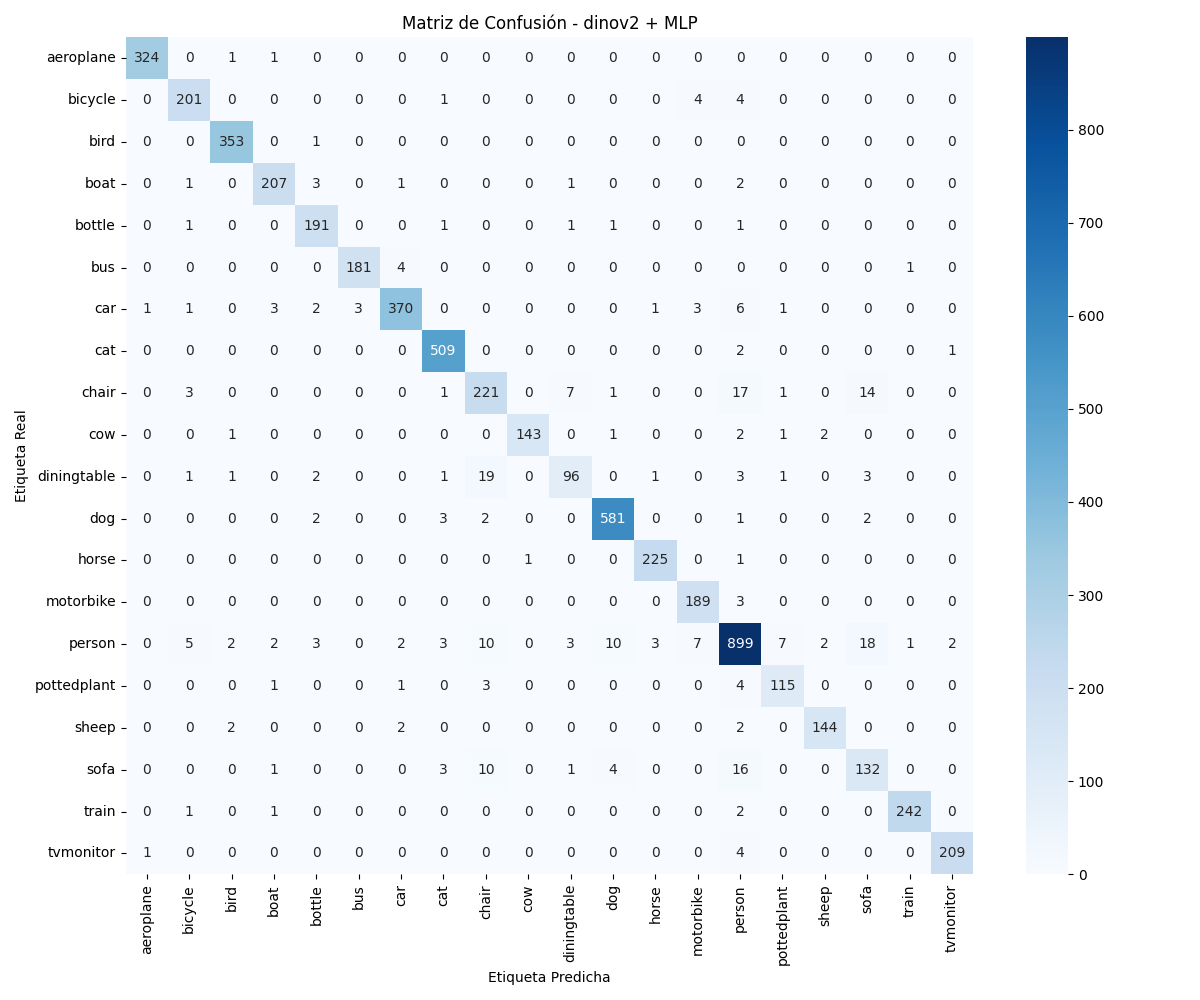 Matriz de Confusión - dinov2 + MLP
aeroplane 324 0 1 1 0 0 0 0 0 0 0 0 0 0 0 0 0 0 0 0
bicycle 0 201 0 0 0 0 0 1 0 0 0 0 0 4 4 0 0 0 0 0
bird 0 0 353 0 1 0 0 0 0 0 0 0 0 0 0 0 0 0 0 0
boat 0 1 0 207 3 0 1 0 0 0 1 0 0 0 2 0 0 0 0 0
bottle 0 1 0 0 191 0 0 1 0 0 1 1 0 0 1 0 0 0 0 0
bus 0 0 0 0 0 181 4 0 0 0 0 0 0 0 0 0 0 0 1 0
car 1 1 0 3 2 3 370 0 0 0 0 0 1 3 6 1 0 0 0 0
cat 0 0 0 0 0 0 0 509 0 0 0 0 0 0 2 0 0 0 0 1
chair 0 3 0 0 0 0 0 1 221 0 7 1 0 0 17 1 0 14 0 0
cow 0 0 1 0 0 0 0 0 0 143 0 1 0 0 2 1 2 0 0 0
diningtable 0 1 1 0 2 0 0 1 19 0 96 0 1 0 3 1 0 3 0 0
dog 0 0 0 0 2 0 0 3 2 0 0 581 0 0 1 0 0 2 0 0
horse 0 0 0 0 0 0 0 0 0 1 0 0 225 0 1 0 0 0 0 0
motorbike 0 0 0 0 0 0 0 0 0 0 0 0 0 189 3 0 0 0 0 0
person 0 5 2 2 3 0 2 3 10 0 3 10 3 7 899 7 2 18 1 2
pottedplant 0 0 0 1 0 0 1 0 3 0 0 0 0 0 4 115 0 0 0 0
sheep 0 0 2 0 0 0 2 0 0 0 0 0 0 0 2 0 144 0 0 0
sofa 0 0 0 1 0 0 0 3 10 0 1 4 0 0 16 0 0 132 0 0
train 0 1 0 1 0 0 0 0 0 0 0 0 0 0 2 0 0 0 242 0
tvmonitor 1 0 0 0 0 0 0 0 0 0 0 0 0 0 4 0 0 0 0 209
aeroplane bicycle bird boat bottle bus car cat chair cow diningtable dog horse motorbike person pottedplant sheep sofa train tvmonitor
Etiqueta Predicha
Etiqueta Real
800
700
600
500
400
300
200
100
0